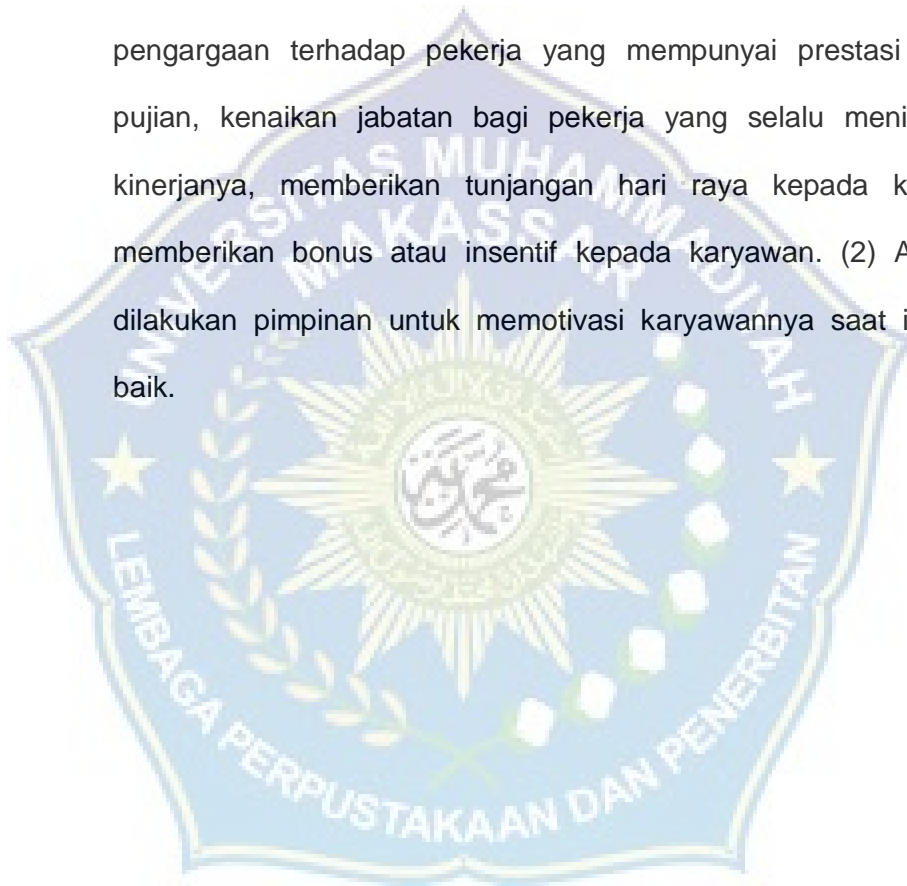 pengargaan terhadap pekerja yang mempunyai prestasi
pujian, kenaikan jabatan bagi pekerja yang selalu meni
kinerjanya, memberikan tunjangan hari raya kepada k
memberikan bonus atau insentif kepada karyawan. (2) A
dilakukan pimpinan untuk memotivasi karyawannya saat i
baik.
UNIVERSITAS MUHAMMADIYAH
MAKASSAR
LEMBAGA PERPUSTAKAAN DAN PENERBITAN